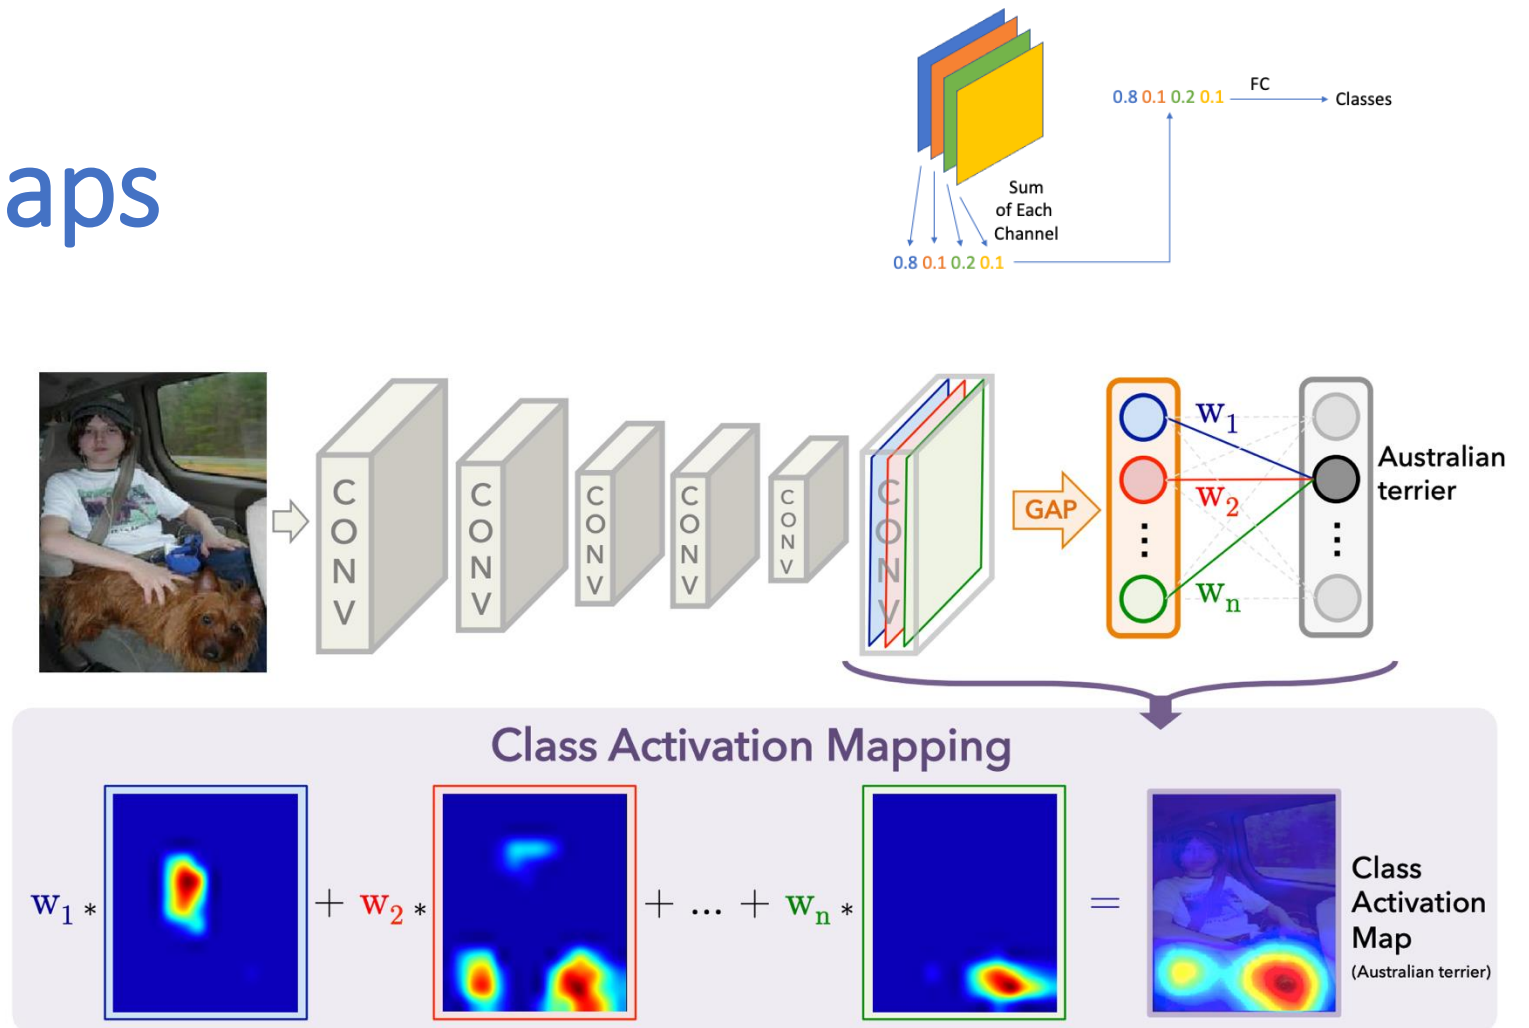 aps
Sum
of Each
Channel
0.8 0.1 0.2 0.1
0.8 0.1 0.2 0.1
FC
Classes
CONV
CONV
CONV
CONV
CONV
CONV
GAP
w1
w2
⋮
wn
⋮
Australian
terrier
Class Activation Mapping
w1 * + w2 * + ... + wn * =
Class
Activation
Map
(Australian terrier)